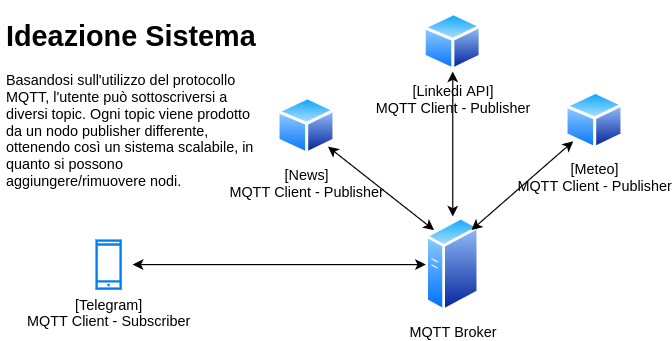 Ideazione Sistema
Basandosi sull'utilizzo del protocollo
MQTT, l'utente può sottoscriversi a
diversi topic. Ogni topic viene prodotto
da un nodo publisher differente,
ottenendo così un sistema scalabile, in
quanto si possono
aggiungere/rimuovere nodi.
[Linkedi API]
MQTT Client - Publisher
[News]
MQTT Client - Publisher
[Meteo]
MQTT Client - Publisher
[Telegram]
MQTT Client - Subscriber
MQTT Broker